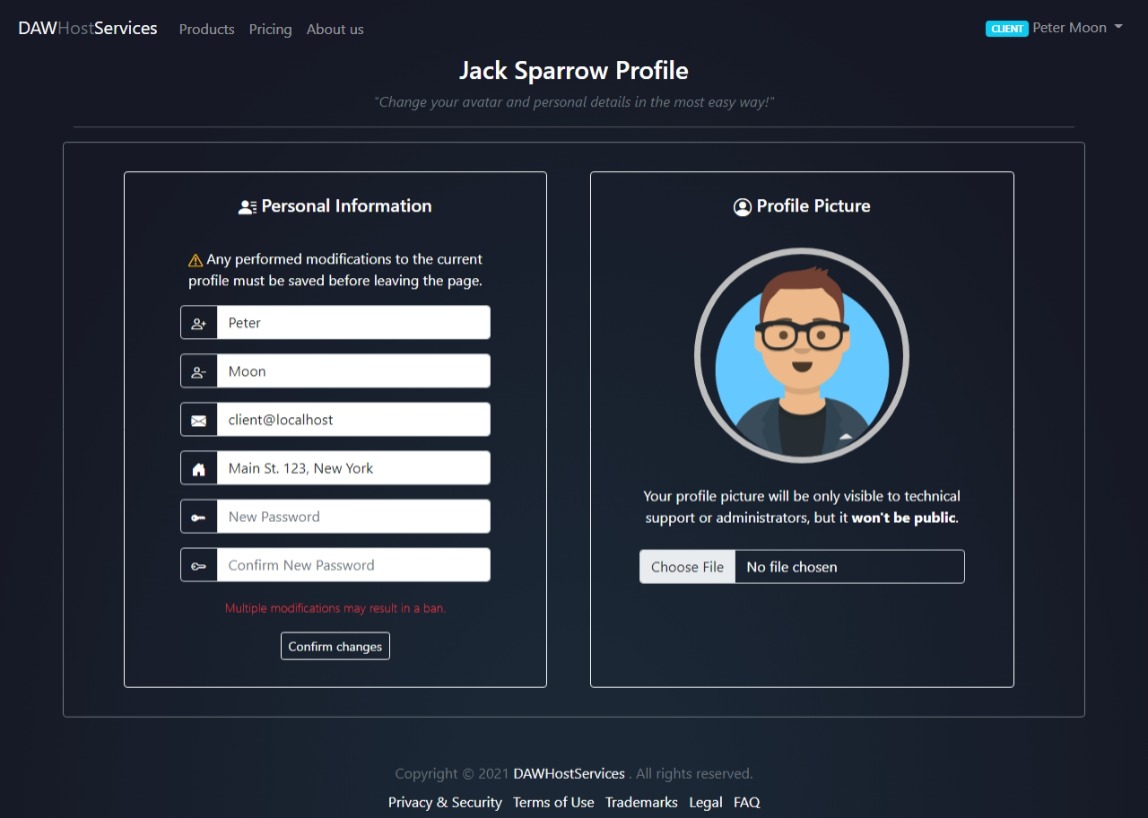 DAWHostServices Products Pricing About us CLIENT Peter Moon
Jack Sparrow Profile
"Change your avatar and personal details in the most easy way!"
Personal Information
Any performed modifications to the current
profile must be saved before leaving the page.
Peter
Moon
client@localhost
Main St. 123, New York
New Password
Confirm New Password
Multiple modifications may result in a ban.
Confirm changes
Profile Picture
Your profile picture will be only visible to technical
support or administrators, but it won't be public.
Choose File No file chosen
Copyright © 2021 DAWHostServices . All rights reserved.
Privacy & Security Terms of Use Trademarks Legal FAQ